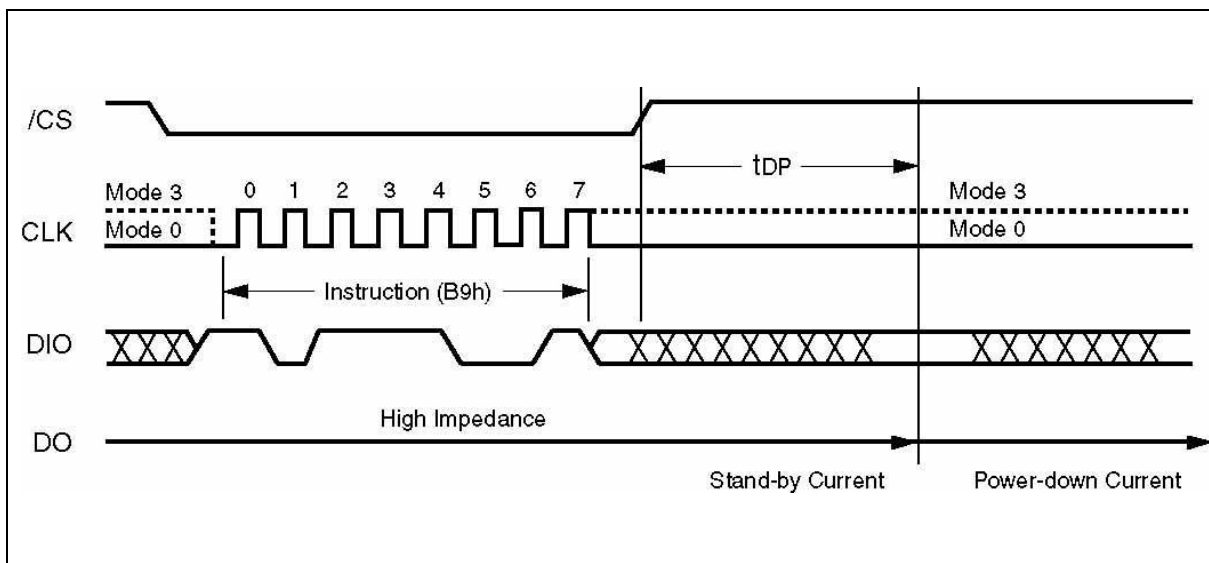 /CS
tDP
Mode 3 0 1 2 3 4 5 6 7 Mode 3
CLK
Mode 0 Mode 0
Instruction (B9h)
DIO
High Impedance
DO
Stand-by Current Power-down Current